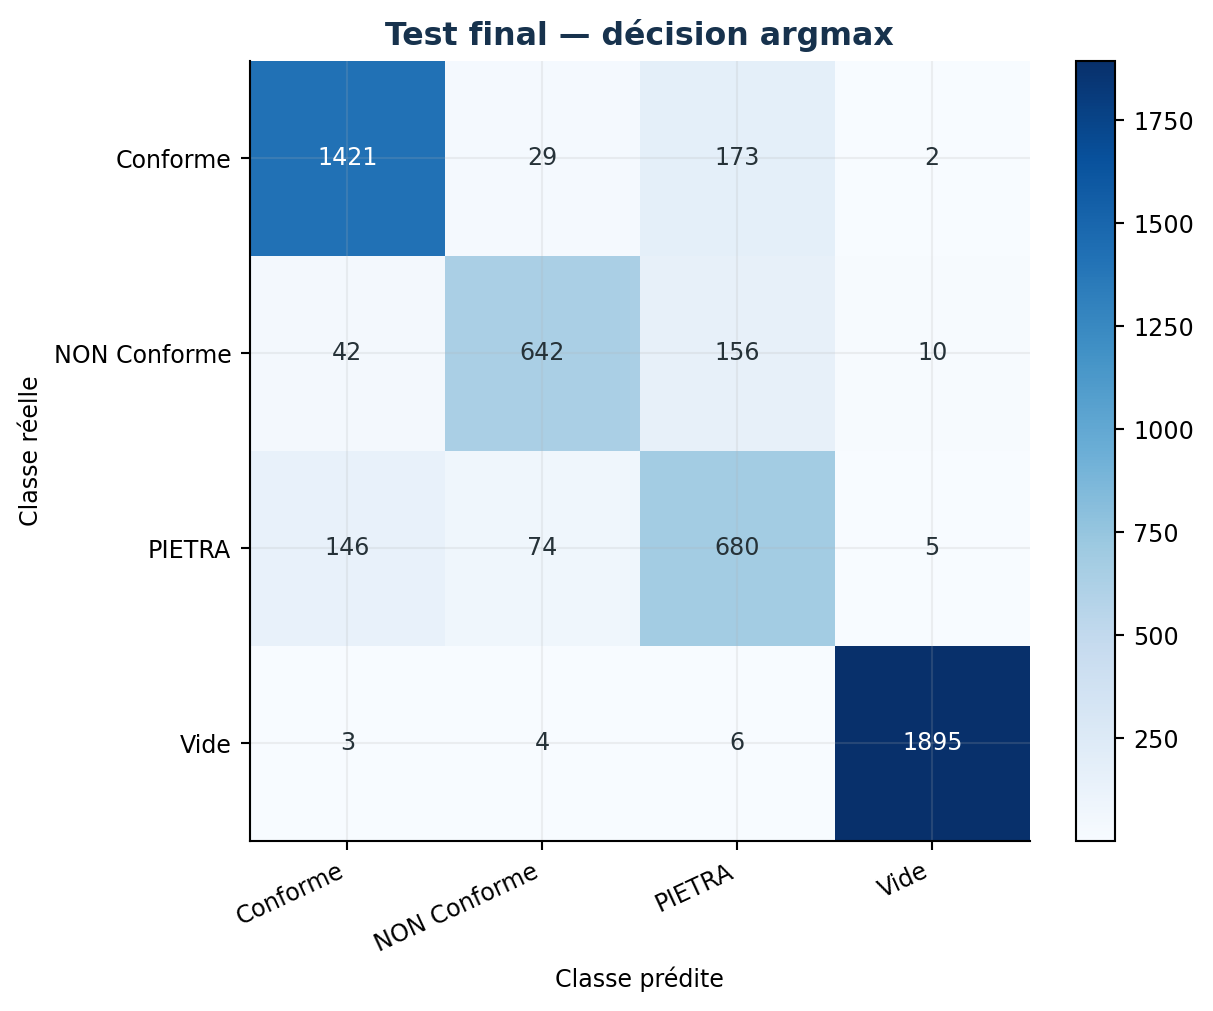 Test final — décision argmax
Classe réelle
Conforme 1421 29 173 2
NON Conforme 42 642 156 10
PIETRA 146 74 680 5
Vide 3 4 6 1895
Conforme NON Conforme PIETRA Vide
Classe prédite
1750
1500
1250
1000
750
500
250